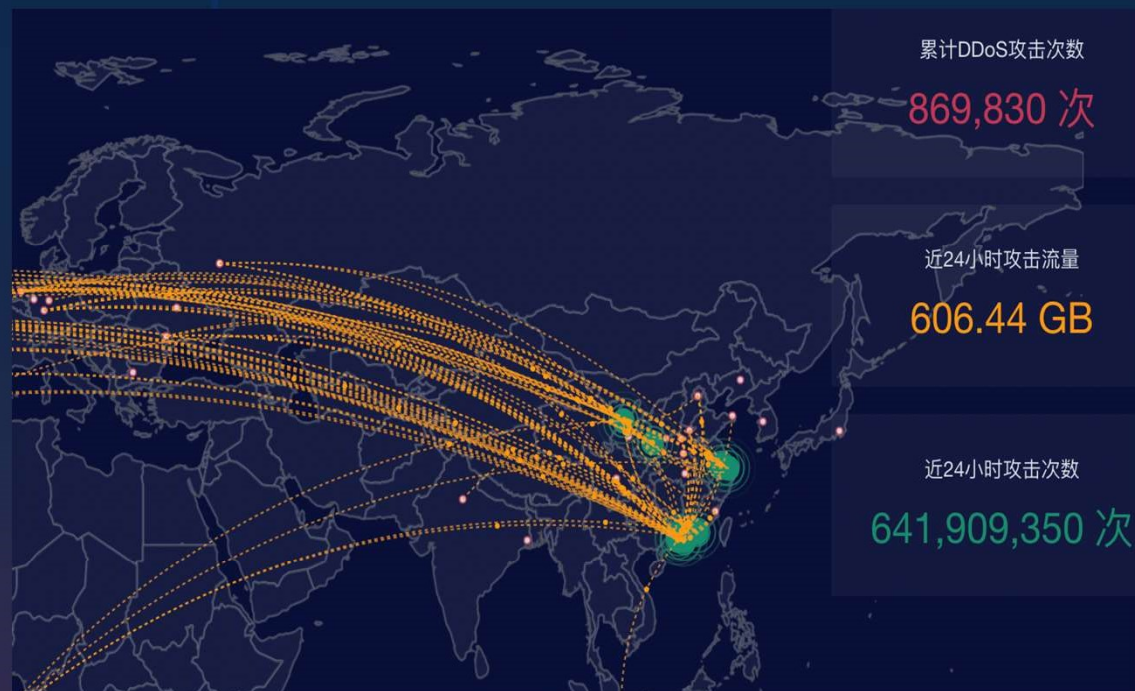 累计DDoS攻击次数
869,830 次
近24小时攻击流量
606.44 GB
近24小时攻击次数
641,909,350 次